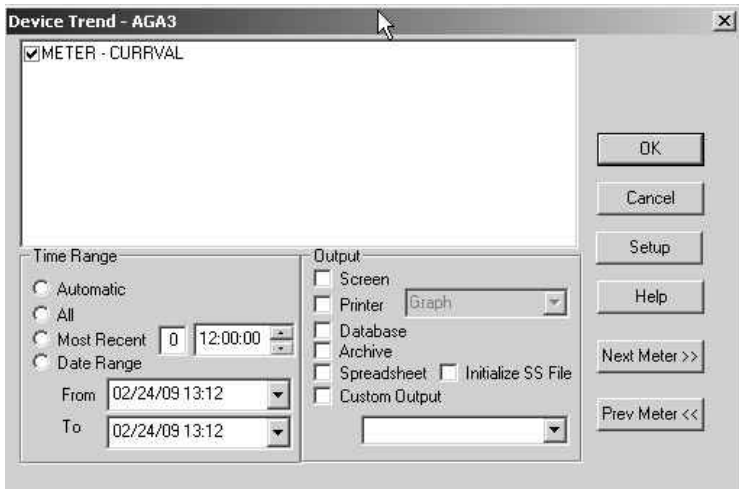 Device Trend - AGA3
METER - CURRVAL
OK
Cancel
Setup
Help
Next Meter >>
Prev Meter <<
Time Range
Automatic
All
Most Recent 0 12:00:00
Date Range
From 02/24/09 13:12
To 02/24/09 13:12
Output
Screen
Printer Graph
Database
Archive
Spreadsheet Initialize SS File
Custom Output